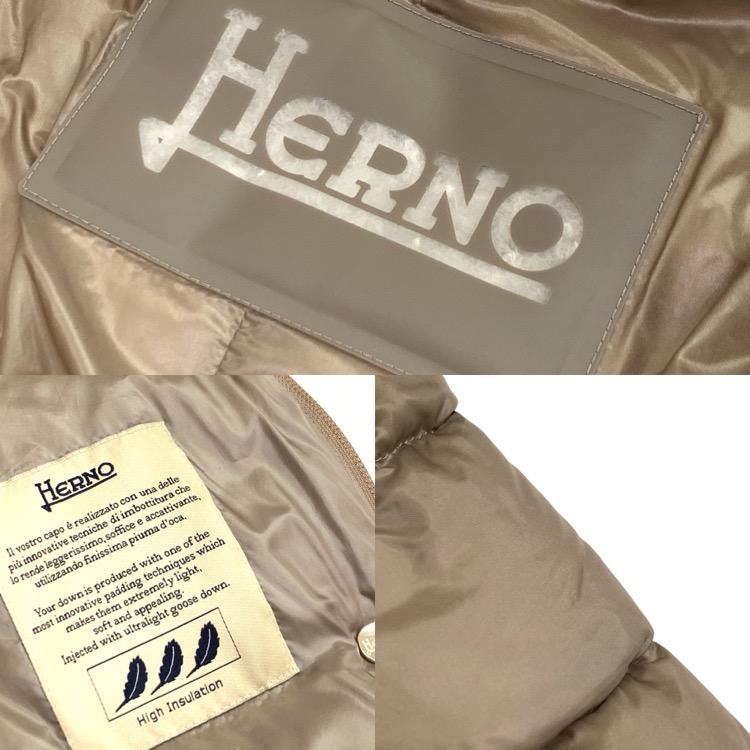 HERNO
HERNO
Il vostro capo è realizzato con una delle
più innovative tecniche di imbottitura che
lo rende leggerissimo, soffice e accattivante,
utilizzando finissima piuma d'oca.
Your down is produced with one of the
most innovative padding techniques which
makes them extremely light,
soft and appealing.
Injected with ultralight goose down.
High Insulation